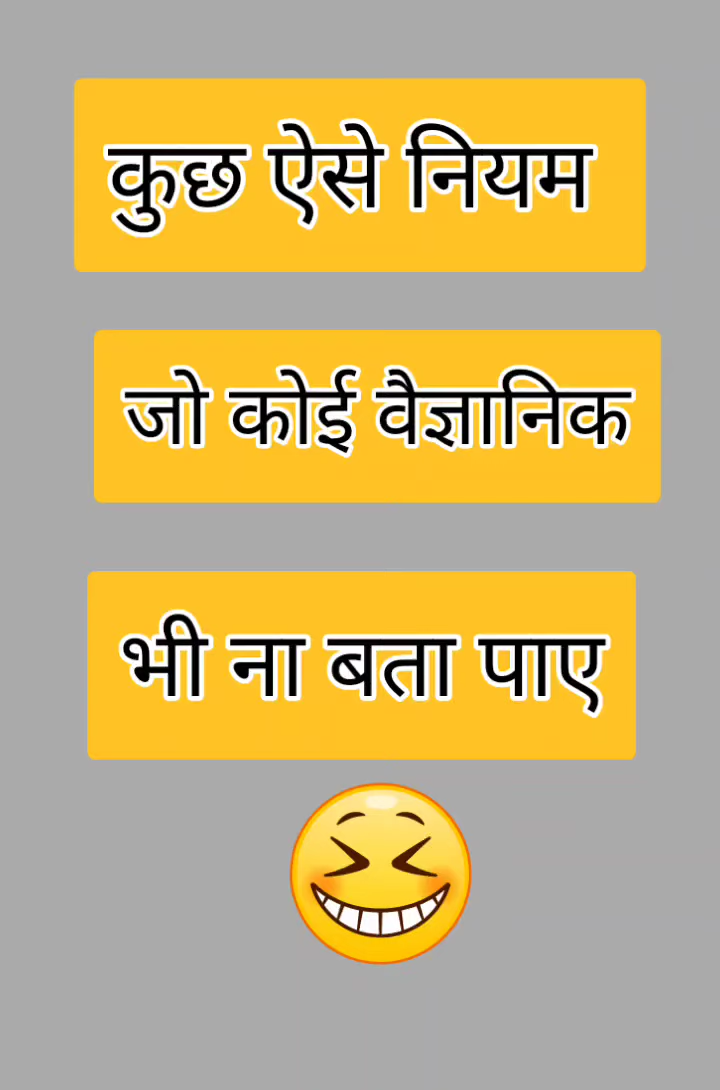 कुछ ऐसे नियम
जो कोई वैज्ञानिक
भी ना बता पाए